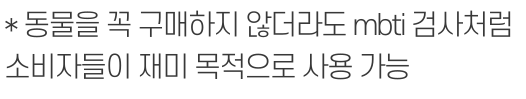 * 동물을 꼭 구매하지 않더라도 mbti 검사처럼
소비자들이 재미 목적으로 사용 가능